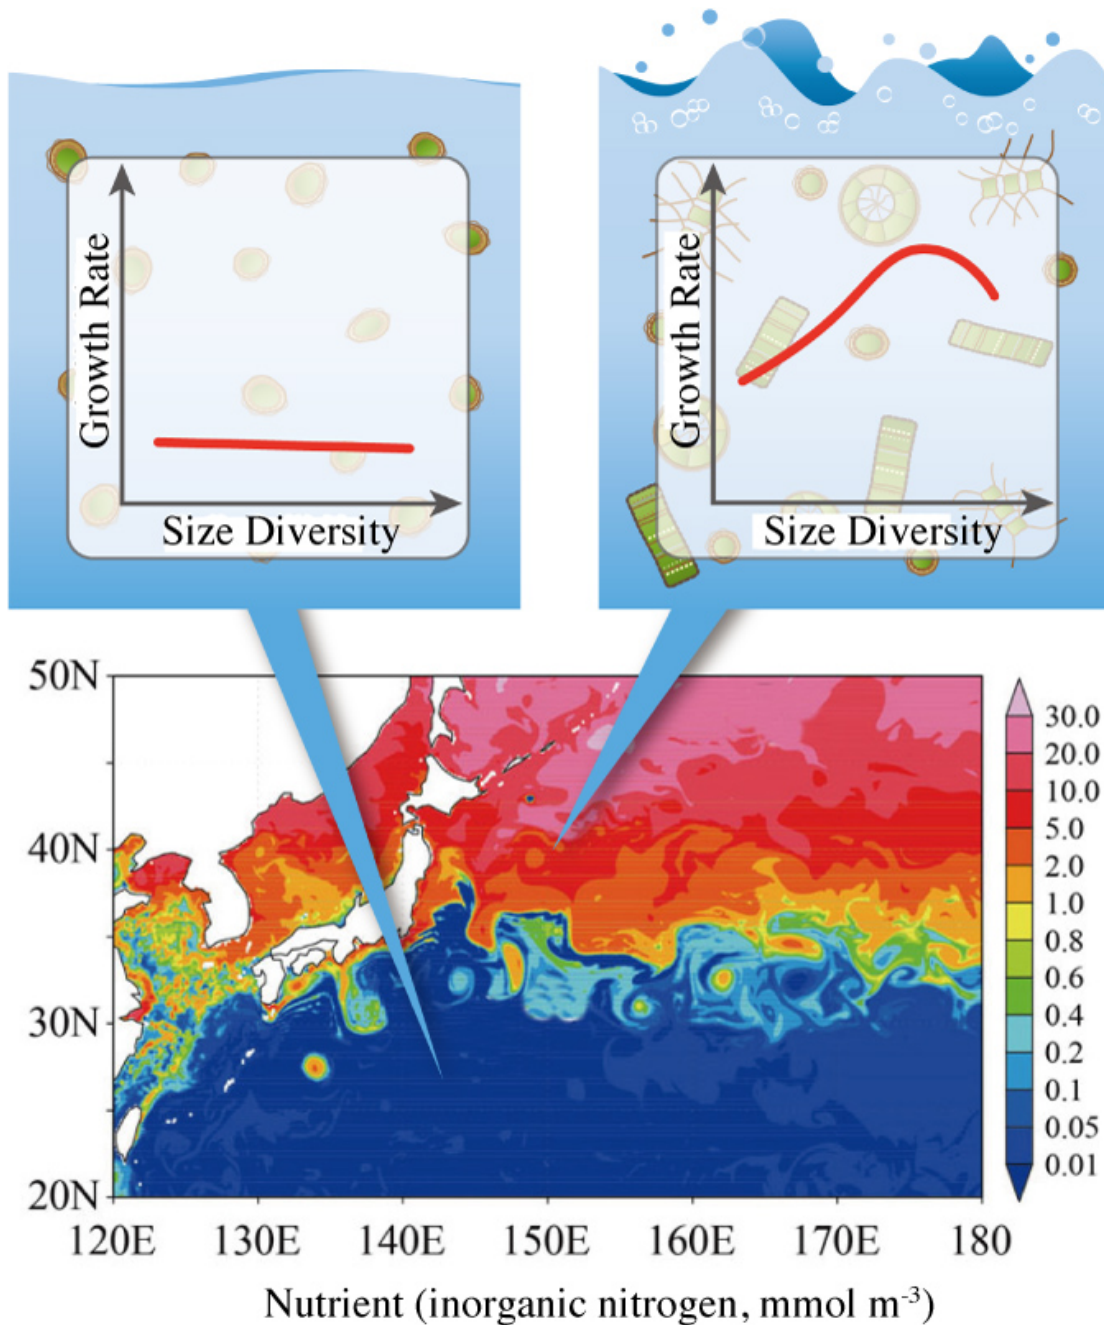 Growth Rate
Size Diversity
Growth Rate
Size Diversity
50N
40N
30N
20N
120E 130E 140E 150E 160E 170E 180
30.0
20.0
10.0
5.0
2.0
1.0
0.8
0.6
0.4
0.2
0.1
0.05
0.01
Nutrient (inorganic nitrogen, mmol m⁻³)